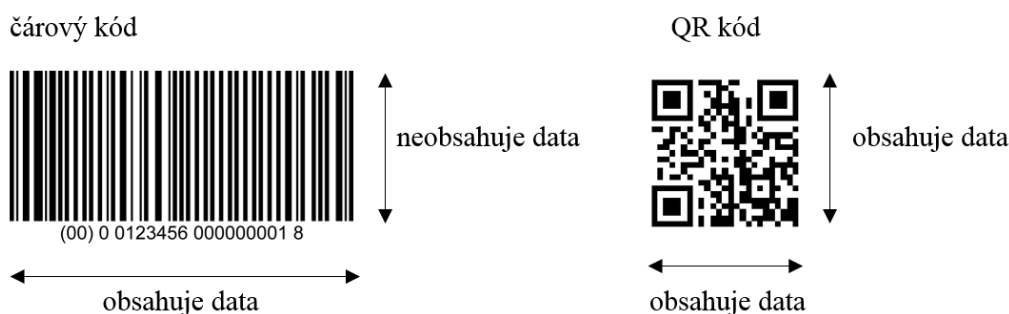 čárový kód
QR kód
neobsahuje data
obsahuje data
(00) 0 0123456 000000001 8
obsahuje data
obsahuje data